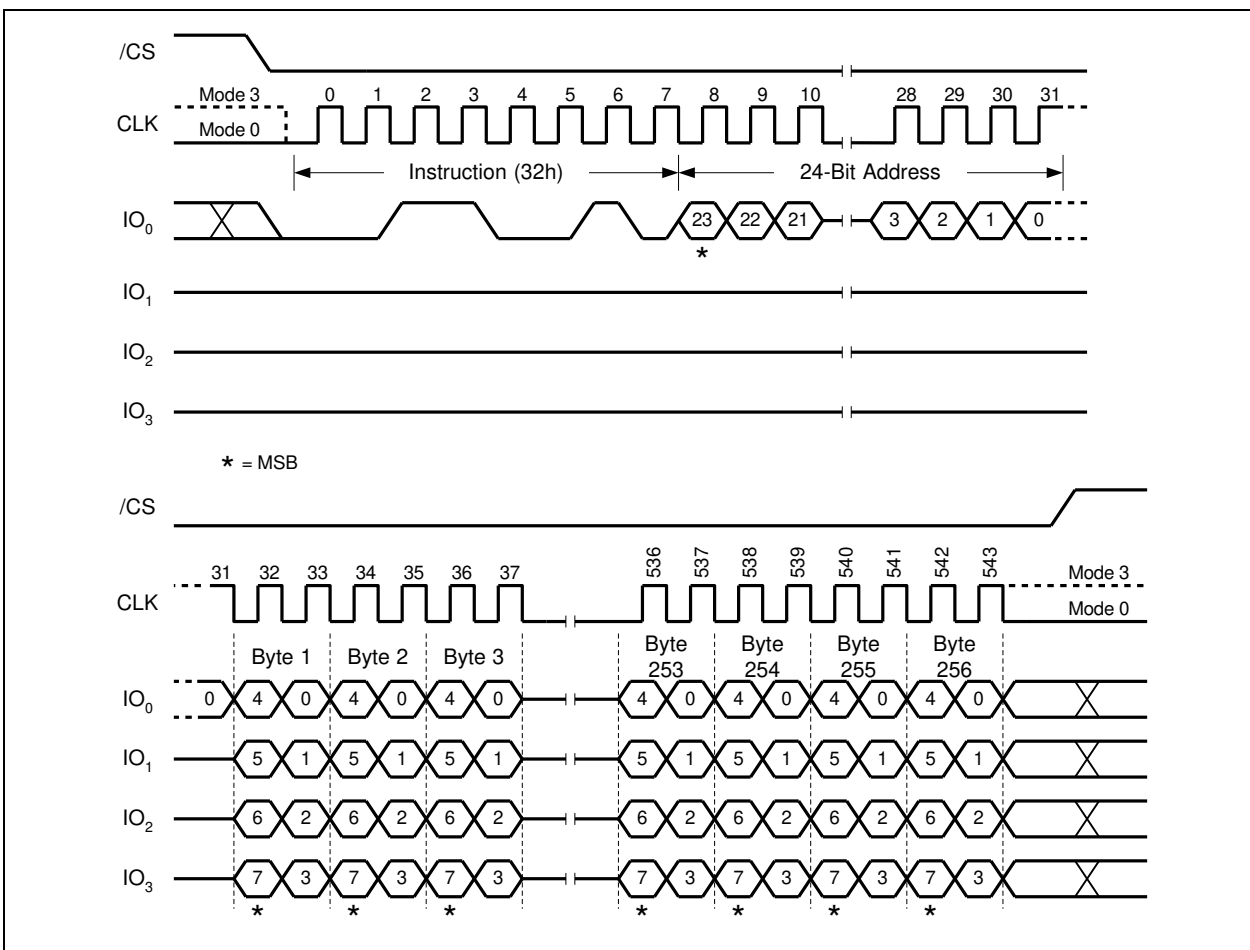 /CS
Mode 3 0 1 2 3 4 5 6 7 8 9 10 28 29 30 31
CLK
Mode 0
Instruction (32h) 24-Bit Address
IO0 23 22 21 3 2 1 0
*
IO1
IO2
IO3
* = MSB
/CS
31 32 33 34 35 36 37 536 537 538 539 540 541 542 543 Mode 3
CLK
Mode 0
Byte 1 Byte 2 Byte 3 Byte 253 Byte 254 Byte 255 Byte 256
IO0 0 4 0 4 0 4 0 4 0 4 0 4 0 4 0
IO1 5 1 5 1 5 1 5 1 5 1 5 1 5 1
IO2 6 2 6 2 6 2 6 2 6 2 6 2 6 2
IO3 7 3 7 3 7 3 7 3 7 3 7 3 7 3
* * * * * * *